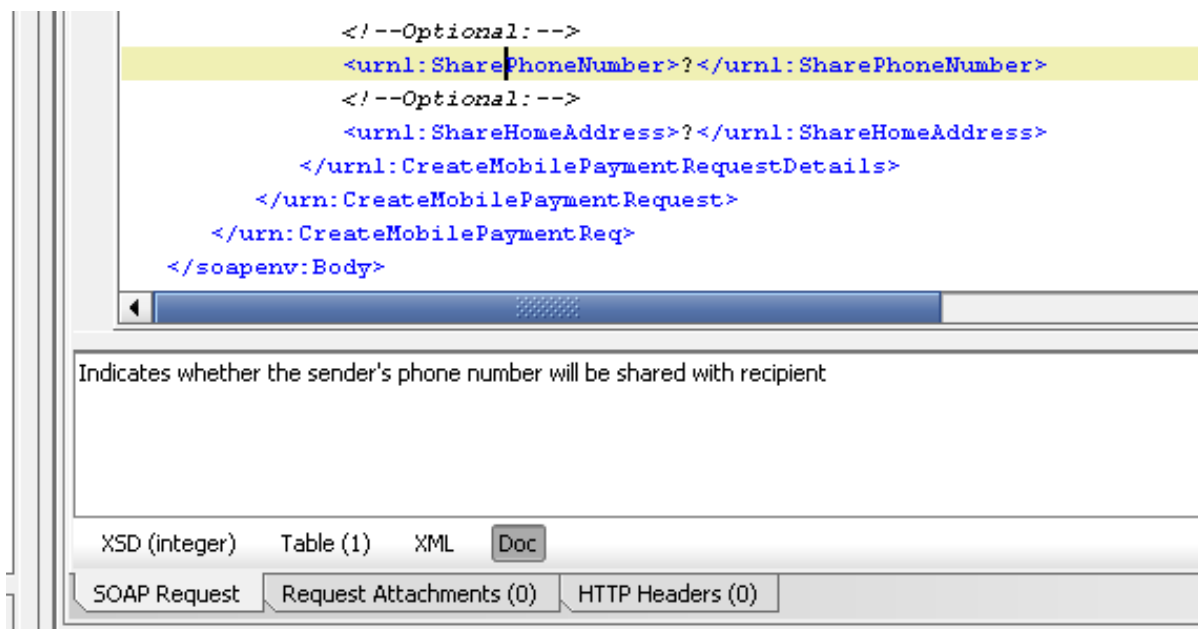 <!--Optional:-->
<urn1:SharePhoneNumber>?</urn1:SharePhoneNumber>
<!--Optional:-->
<urn1:ShareHomeAddress>?</urn1:ShareHomeAddress>
</urn1:CreateMobilePaymentRequestDetails>
</urn:CreateMobilePaymentRequest>
</urn:CreateMobilePaymentReq>
</soapenv:Body>
Indicates whether the sender's phone number will be shared with recipient
XSD (integer) Table (1) XML Doc
SOAP Request Request Attachments (0) HTTP Headers (0)